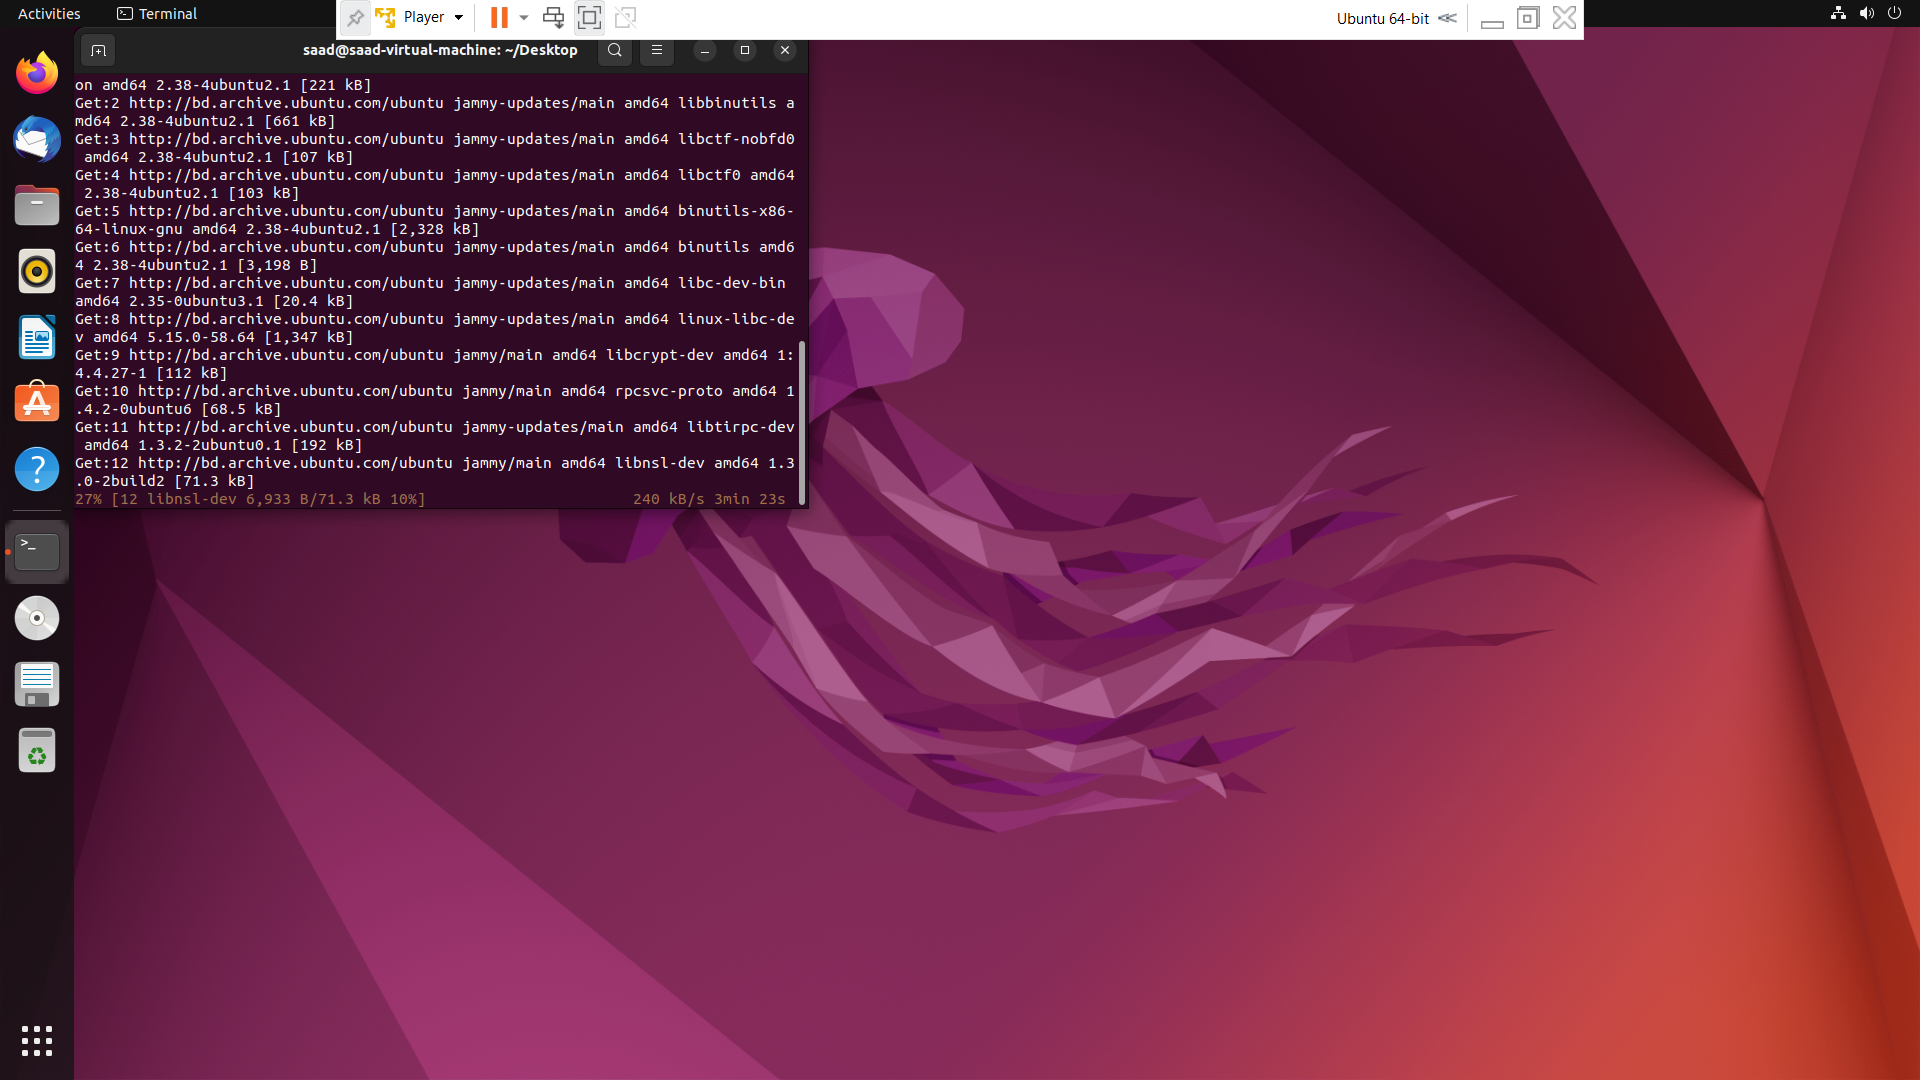 Activities
Terminal
Player
Ubuntu 64-bit
saad@saad-virtual-machine: ~/Desktop
on amd64 2.38-4ubuntu2.1 [221 kB]
Get:2 http://bd.archive.ubuntu.com/ubuntu jammy-updates/main amd64 libbinutils a
md64 2.38-4ubuntu2.1 [661 kB]
Get:3 http://bd.archive.ubuntu.com/ubuntu jammy-updates/main amd64 libctf-nobfd0
 amd64 2.38-4ubuntu2.1 [107 kB]
Get:4 http://bd.archive.ubuntu.com/ubuntu jammy-updates/main amd64 libctf0 amd64
 2.38-4ubuntu2.1 [103 kB]
Get:5 http://bd.archive.ubuntu.com/ubuntu jammy-updates/main amd64 binutils-x86-
64-linux-gnu amd64 2.38-4ubuntu2.1 [2,328 kB]
Get:6 http://bd.archive.ubuntu.com/ubuntu jammy-updates/main amd64 binutils amd6
4 2.38-4ubuntu2.1 [3,198 B]
Get:7 http://bd.archive.ubuntu.com/ubuntu jammy-updates/main amd64 libc-dev-bin
amd64 2.35-0ubuntu3.1 [20.4 kB]
Get:8 http://bd.archive.ubuntu.com/ubuntu jammy-updates/main amd64 linux-libc-de
v amd64 5.15.0-58.64 [1,347 kB]
Get:9 http://bd.archive.ubuntu.com/ubuntu jammy/main amd64 libcrypt-dev amd64 1:
4.4.27-1 [112 kB]
Get:10 http://bd.archive.ubuntu.com/ubuntu jammy/main amd64 rpcsvc-proto amd64 1
.4.2-0ubuntu6 [68.5 kB]
Get:11 http://bd.archive.ubuntu.com/ubuntu jammy-updates/main amd64 libtirpc-dev
 amd64 1.3.2-2ubuntu0.1 [192 kB]
Get:12 http://bd.archive.ubuntu.com/ubuntu jammy/main amd64 libnsl-dev amd64 1.3
.0-2build2 [71.3 kB]
27% [12 libnsl-dev 6,933 B/71.3 kB 10%] 240 kB/s 3min 23s